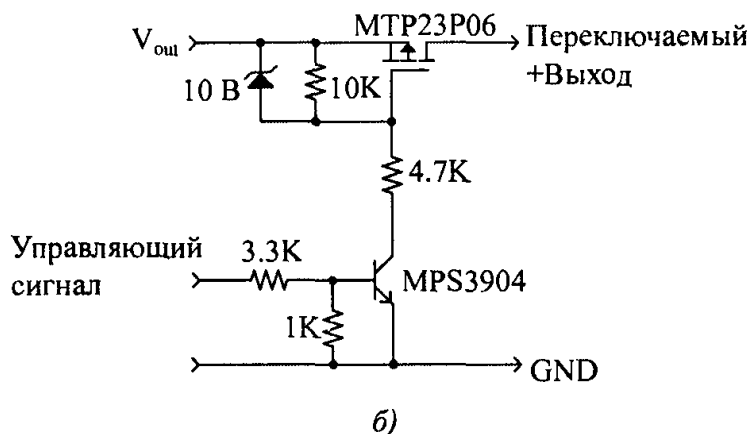 MTP23P06
V_out
Переключаемый
+Выход
10 В
10K
4.7K
Управляющий
сигнал
3.3K
MPS3904
1K
GND
б)